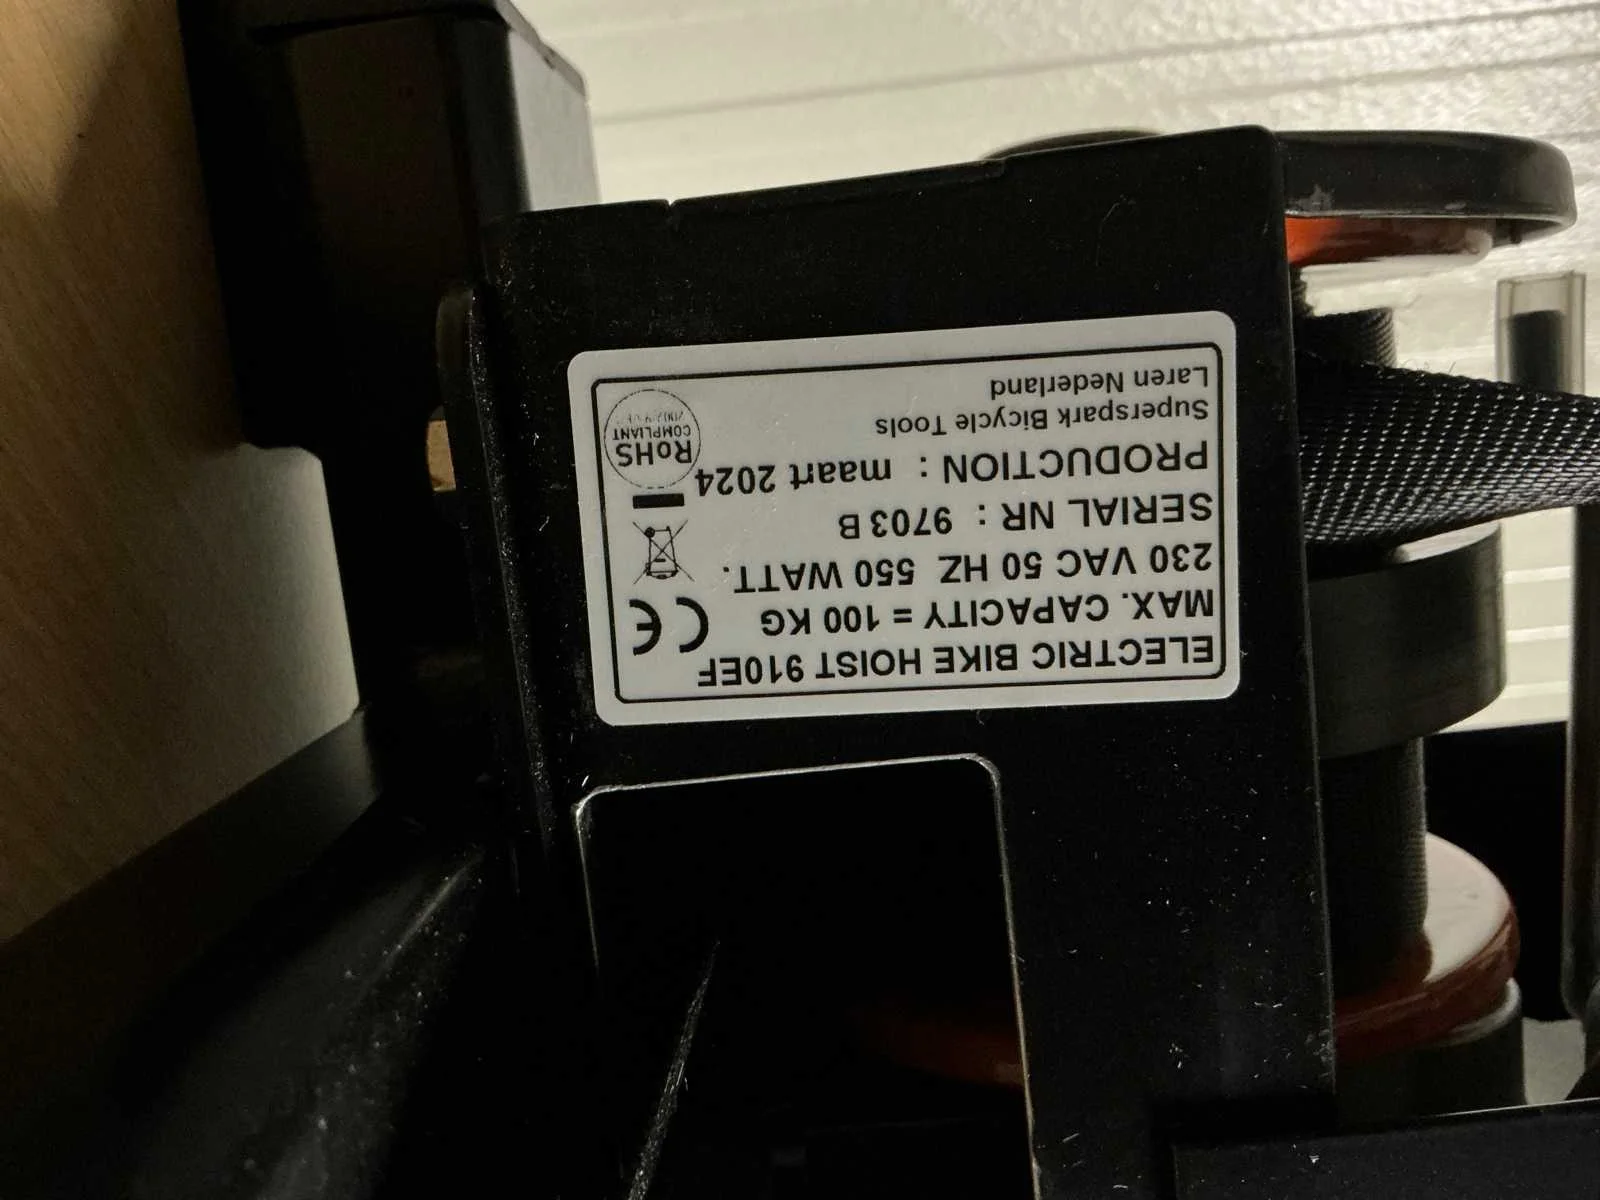 ELECTRIC BIKE HOIST 910EF
MAX. CAPACITY = 100 KG
230 VAC 50 HZ 550 WATT.
SERIAL NR : 9703 B
PRODUCTION : maart 2024
Superspark Bicycle Tools
Laren Nederland
CE
RoHS
COMPLIANT